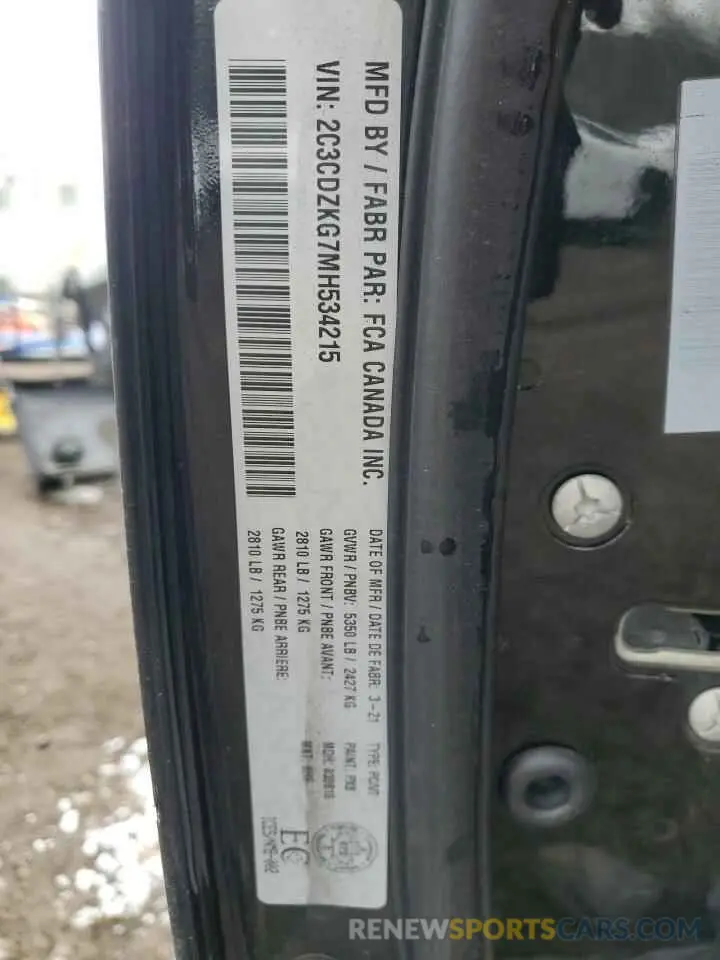 MFD BY / FABR PAR: FCA CANADA INC.
VIN: 2C3CDZKG7MH534215
DATE OF MFR / DATE DE FABR: 3-21
TYPE:
GVWR / PNBV: 5350 LB / 2427 KG
PAINT: PX8
GAWR FRONT / PNBE AVANT:
MDH:
2810 LB / 1275 KG
GAWR REAR / PNBE ARRIERE:
2810 LB / 1275 KG
EC
RENEWSPORTSCARS.COM